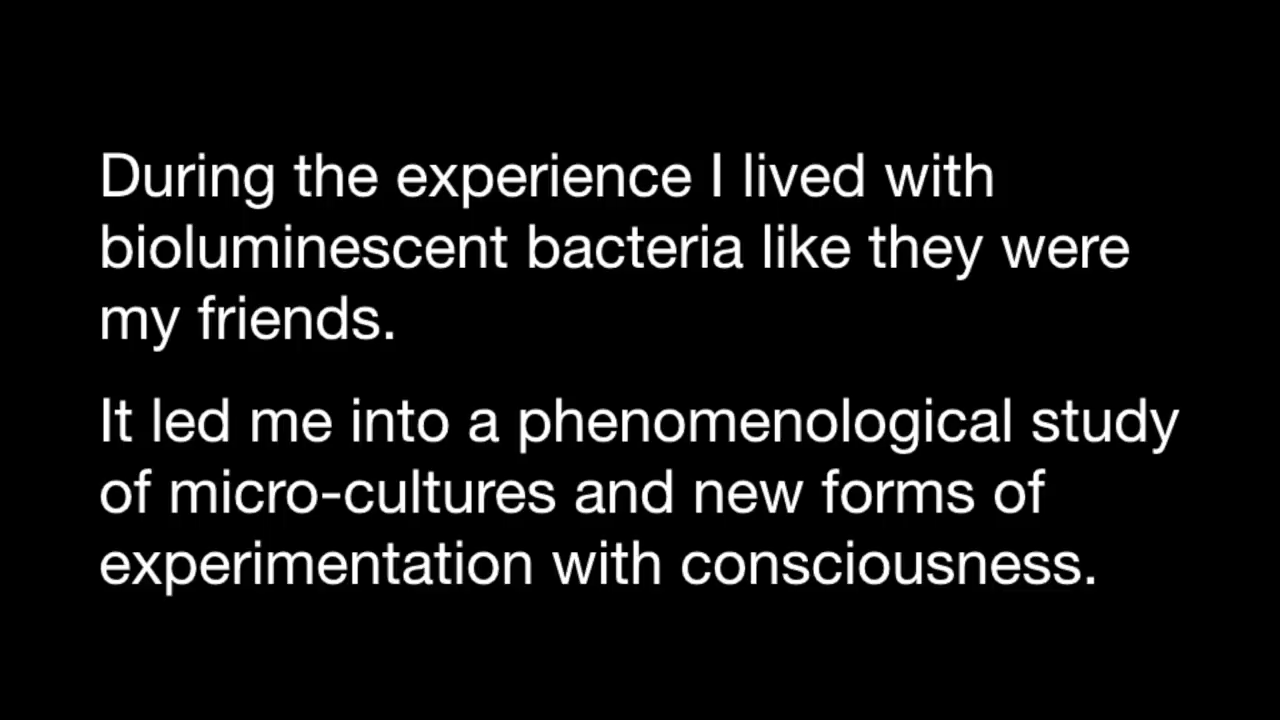 During the experience I lived with
bioluminescent bacteria like they were
my friends.
It led me into a phenomenological study
of micro-cultures and new forms of
experimentation with consciousness.